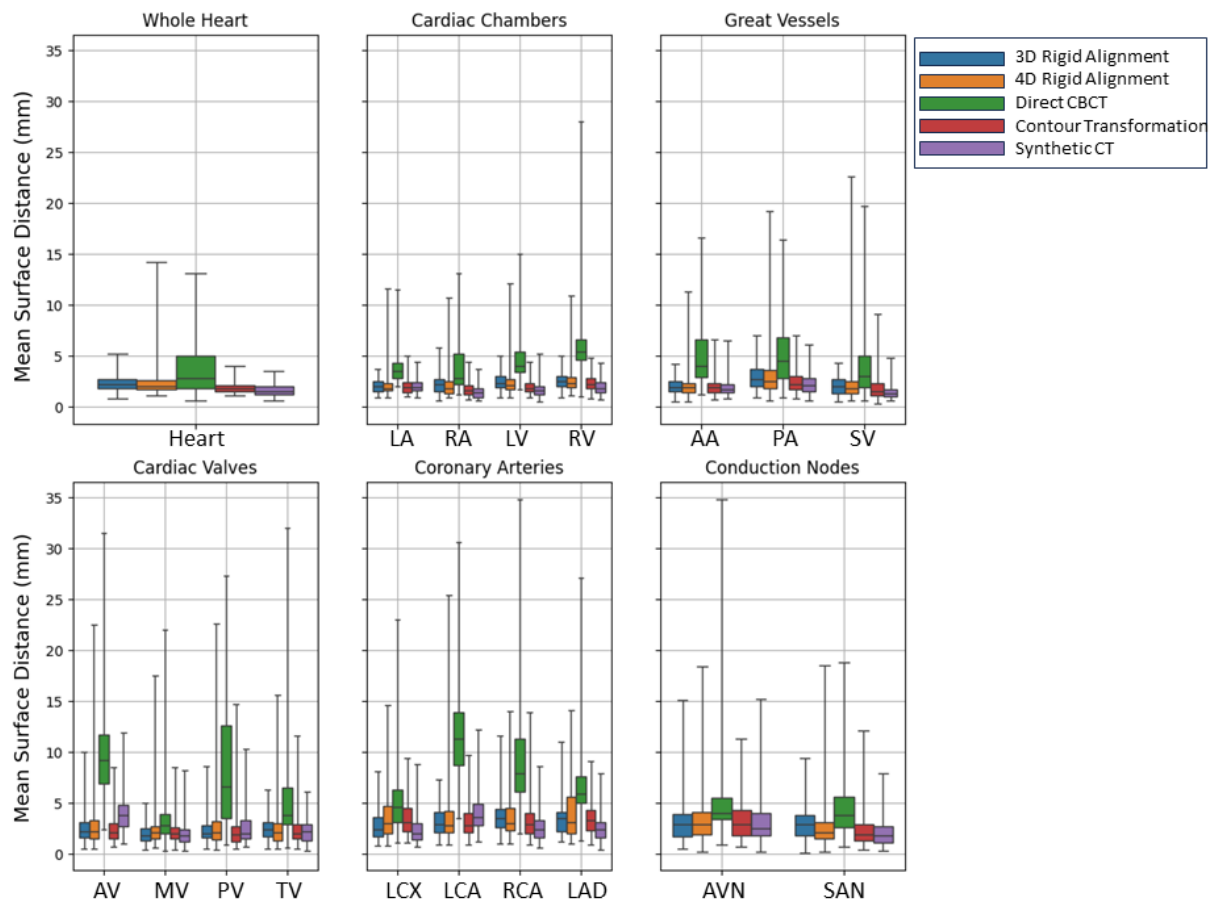 Whole Heart
Cardiac Chambers
Great Vessels
Mean Surface Distance (mm)
35
30
25
20
15
10
5
0
Heart
LA RA LV RV
AA PA SV
3D Rigid Alignment
4D Rigid Alignment
Direct CBCT
Contour Transformation
Synthetic CT
Cardiac Valves
Coronary Arteries
Conduction Nodes
Mean Surface Distance (mm)
35
30
25
20
15
10
5
0
AV MV PV TV
LCX LCA RCA LAD
AVN SAN